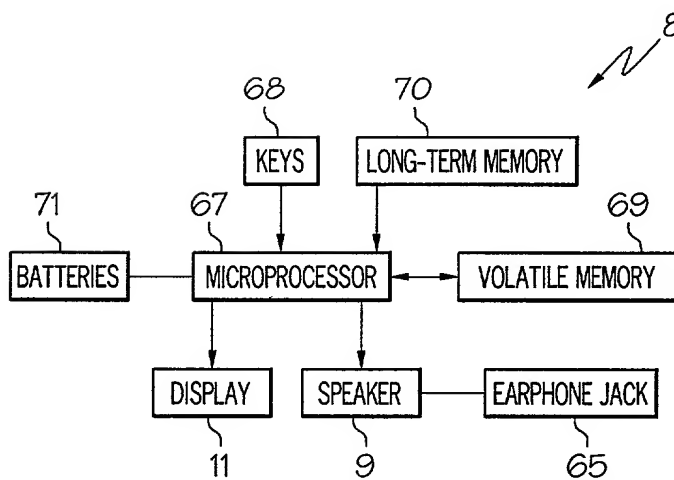 8
68
70
KEYS
LONG-TERM MEMORY
71
67
69
BATTERIES
MICROPROCESSOR
VOLATILE MEMORY
DISPLAY
SPEAKER
EARPHONE JACK
11
9
65